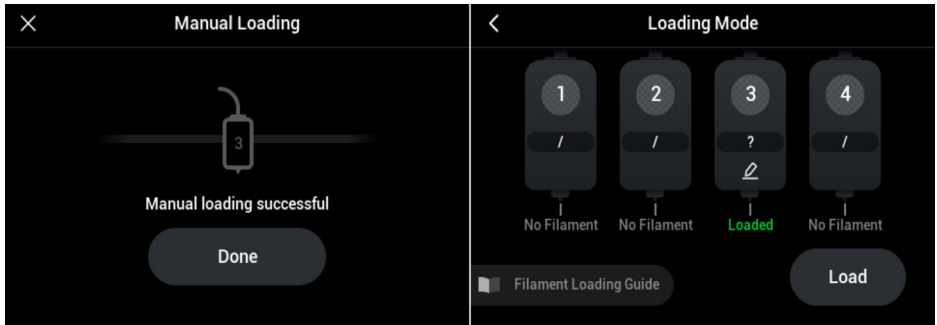 Manual Loading
3
Manual loading successful
Done
Loading Mode
1 2 3 4
/ / ? /
No Filament No Filament Loaded No Filament
Filament Loading Guide
Load